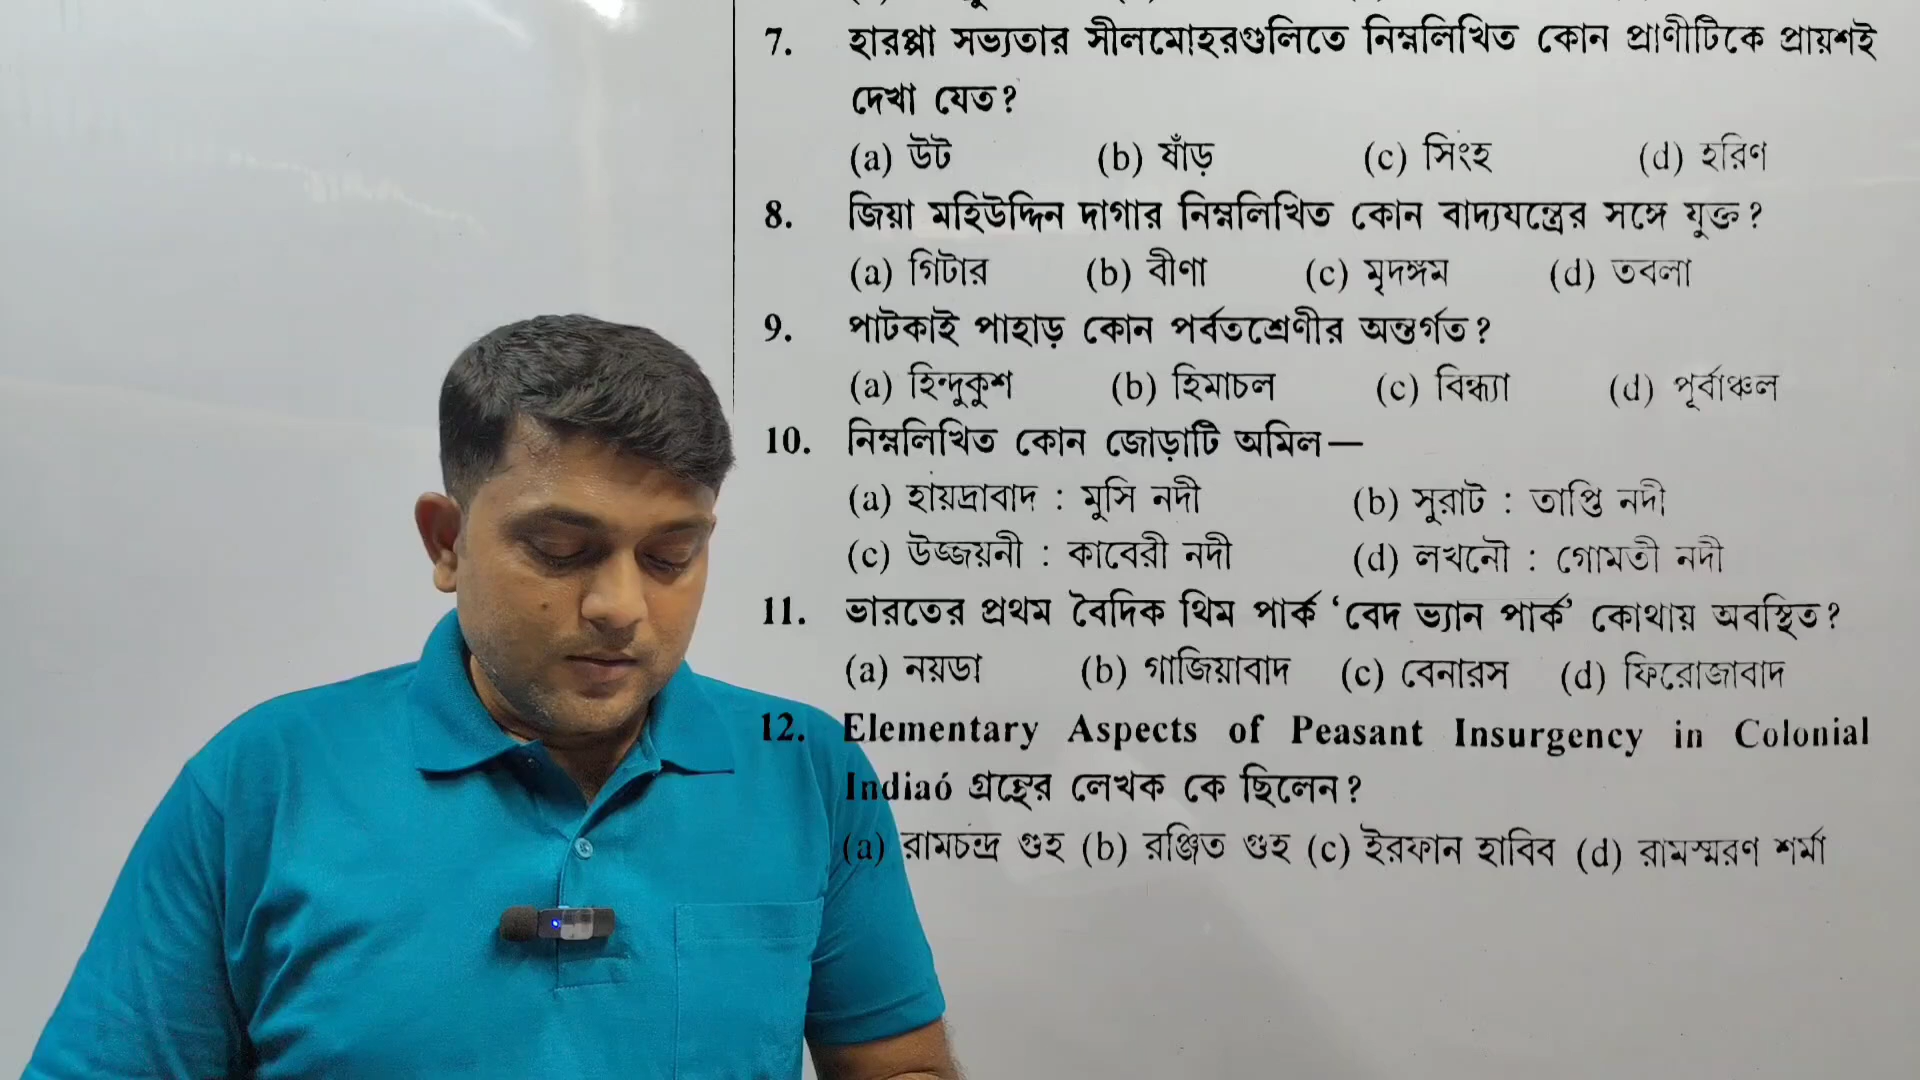 7. হারপ্পা সভ্যতার সীলমোহরগুলিতে নিম্নলিখিত কোন প্রাণীটিকে প্রায়শই
দেখা যেত?
(a) উট (b) ষাঁড় (c) সিংহ (d) হরিণ
8. জিয়া মহিউদ্দিন দাগার নিম্নলিখিত কোন বাদ্যযন্ত্রের সঙ্গে যুক্ত?
(a) গিটার (b) বীণা (c) মৃদঙ্গম (d) তবলা
9. পাটকাই পাহাড় কোন পর্বতশ্রেণীর অন্তর্গত?
(a) হিন্দুকুশ (b) হিমাচল (c) বিন্ধ্যা (d) পূর্বাঞ্চল
10. নিম্নলিখিত কোন জোড়াটি অমিল—
(a) হায়দ্রাবাদ : মুসি নদী (b) সুরাট : তাপ্তি নদী
(c) উজ্জয়নী : কাবেরী নদী (d) লখনৌ : গোমতী নদী
11. ভারতের প্রথম বৈদিক থিম পার্ক ‘বেদ ভ্যান পার্ক’ কোথায় অবস্থিত?
(a) নয়ডা (b) গাজিয়াবাদ (c) বেনারস (d) ফিরোজাবাদ
12. Elementary Aspects of Peasant Insurgency in Colonial
Indiaó গ্রন্থের লেখক কে ছিলেন?
(a) রামচন্দ্র গুহ (b) রঞ্জিত গুহ (c) ইরফান হাবিব (d) রামস্মরণ শর্মা